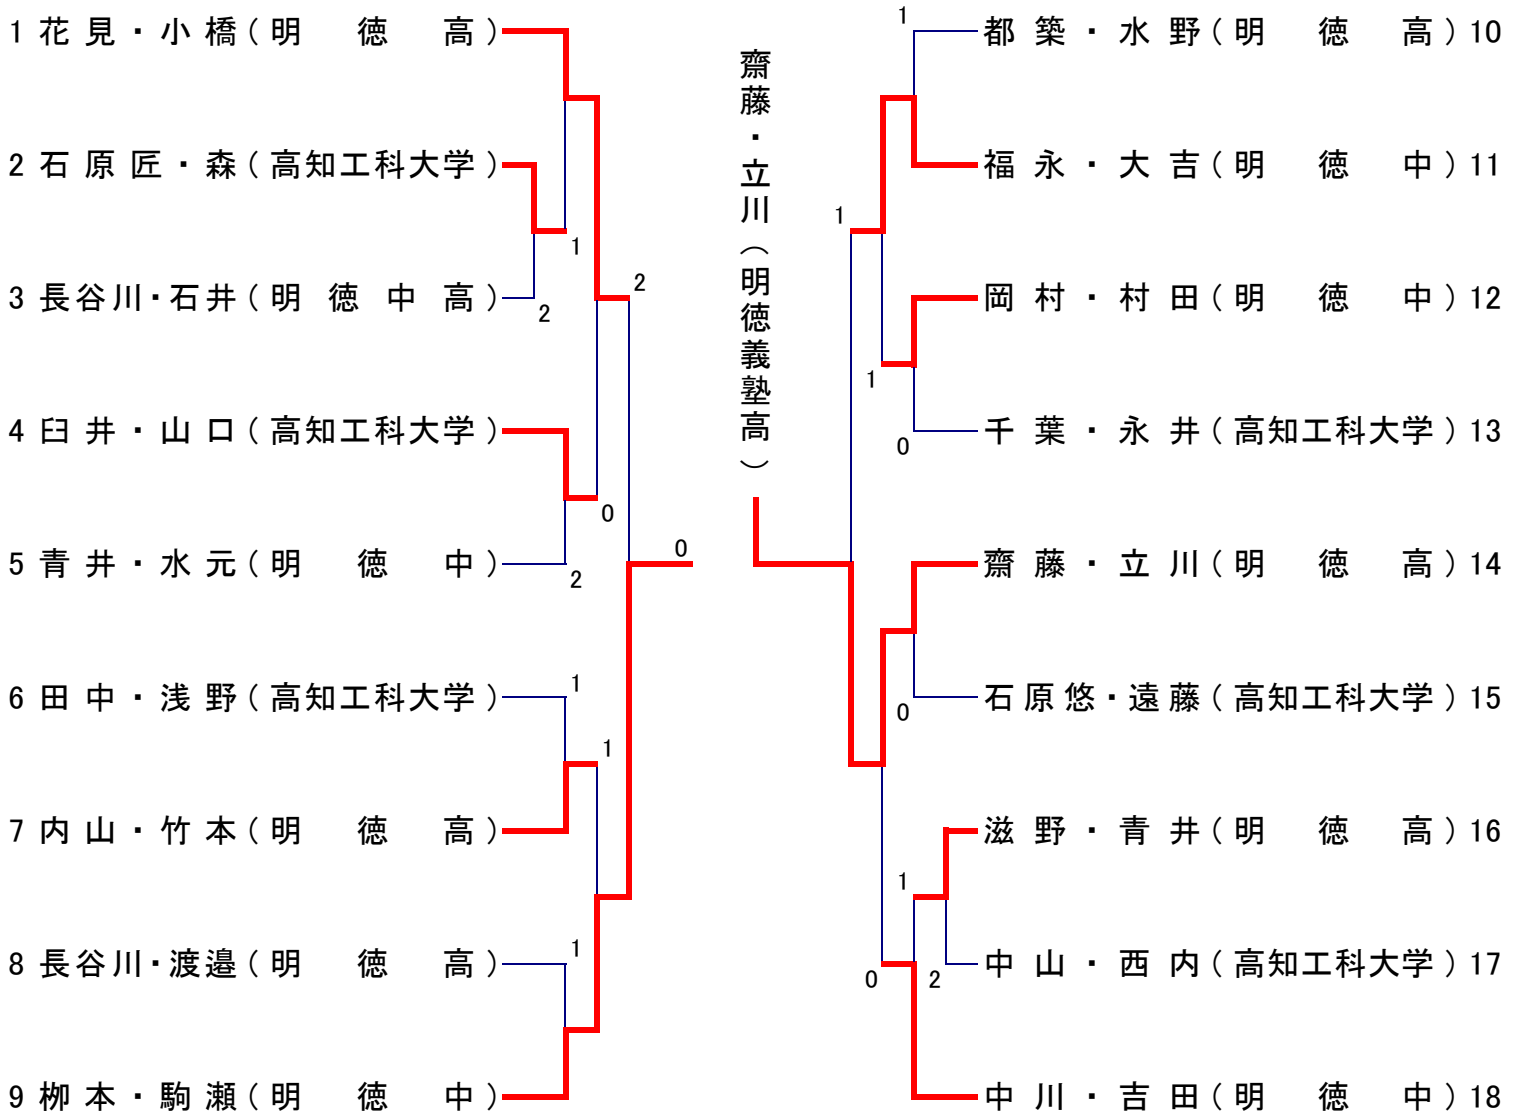 1 花見・小橋(明徳高)
2 石原匠・森(高知工科大学)
1
3 長谷川・石井(明徳中高)
2
2
4 臼井・山口(高知工科大学)
0
5 青井・水元(明徳中)
2
0
6 田中・浅野(高知工科大学)
1
1
7 内山・竹本(明徳高)
8 長谷川・渡邉(明徳高)
1
9 栁本・駒瀬(明徳中)
齋藤・立川(明徳義塾高)
1
都築・水野(明徳高)10
福永・大吉(明徳中)11
1
岡村・村田(明徳中)12
1
千葉・永井(高知工科大学)13
0
齋藤・立川(明徳高)14
石原悠・遠藤(高知工科大学)15
0
滋野・青井(明徳高)16
1
中山・西内(高知工科大学)17
0
2
中川・吉田(明徳中)18